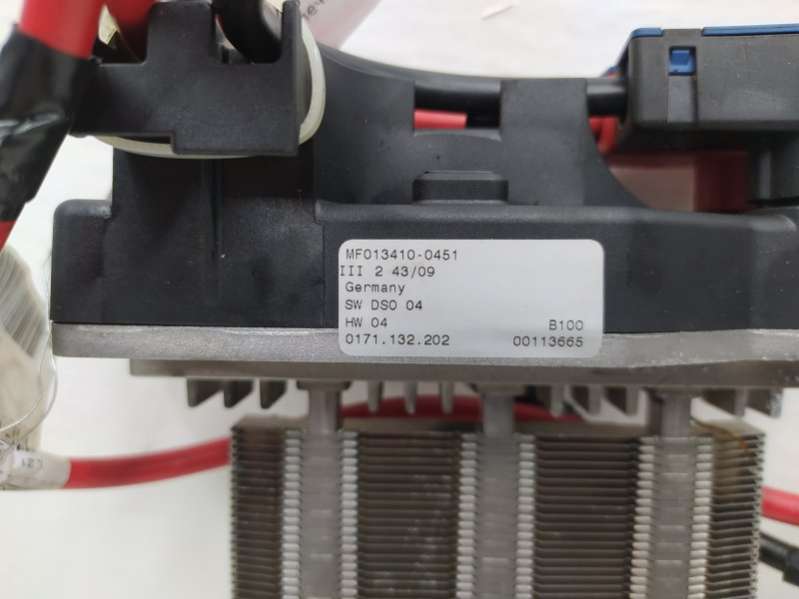 MF013410-0451
III 2 43/09
Germany
SW DS0 04
HW 04 B100
0171.132.202 00113665